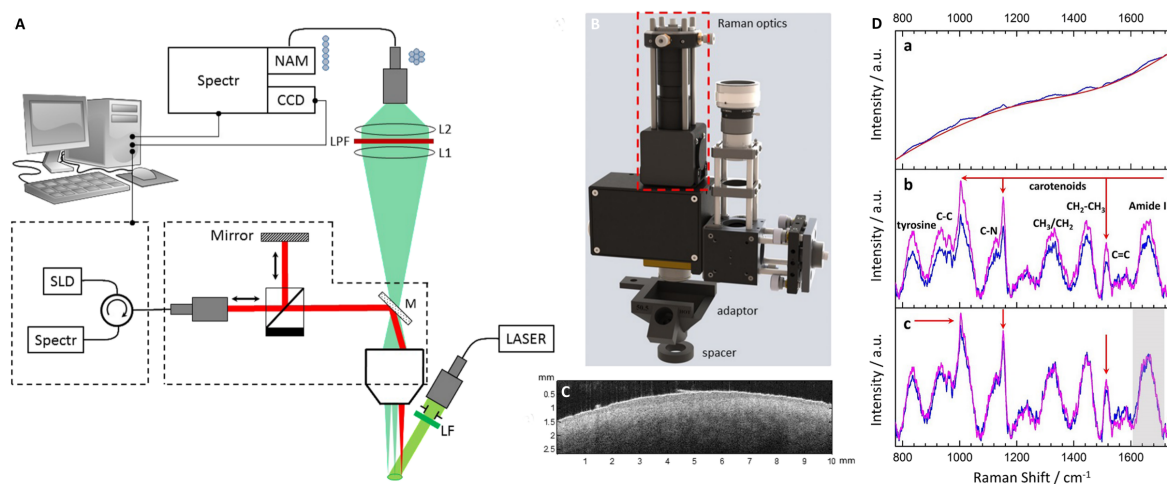 A
Spectr
NAM
CCD
L2
LPF
L1
Mirror
SLD
Spectr
M
LASER
LF
B
Raman optics
adaptor
spacer
C
mm
0.5
1
1.5
2
2.5
1 2 3 4 5 6 7 8 9 10 mm
D
800 1000 1200 1400 1600
a
Intensity / a.u.
b
carotenoids
CH₂-CH₃
Amide I
C-C
tyrosine
C-N
CH₃/CH₂
C=C
Intensity / a.u.
c
Intensity / a.u.
800 1000 1200 1400 1600
Raman Shift / cm⁻¹